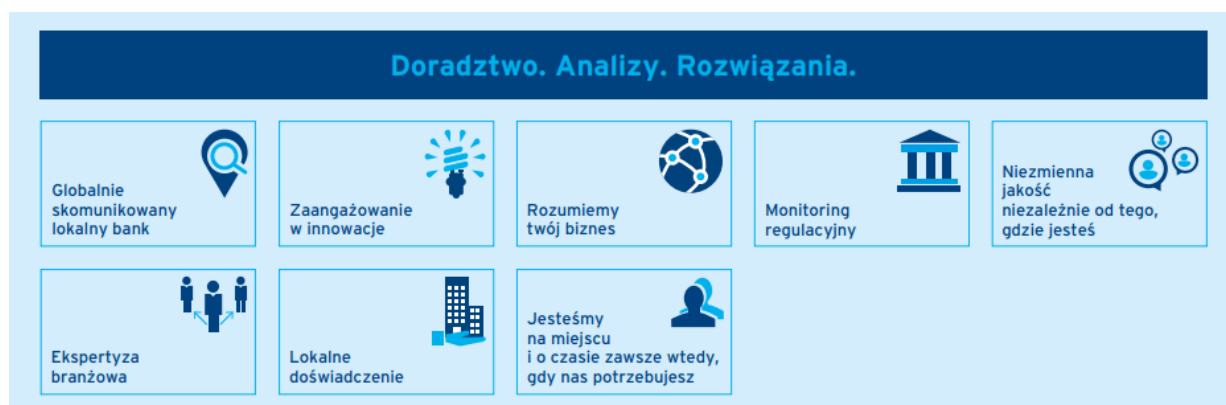 Doradztwo. Analizy. Rozwiązania.
Globalnie
skomunikowany
lokalny bank
Zaangażowanie
w innowacje
Rozumiemy
twój biznes
Monitoring
regulacyjny
Niezmienna
jakość
niezależnie od tego,
gdzie jesteś
Ekspertyza
branżowa
Lokalne
doświadczenie
Jesteśmy
na miejscu
i o czasie zawsze wtedy,
gdy nas potrzebujesz